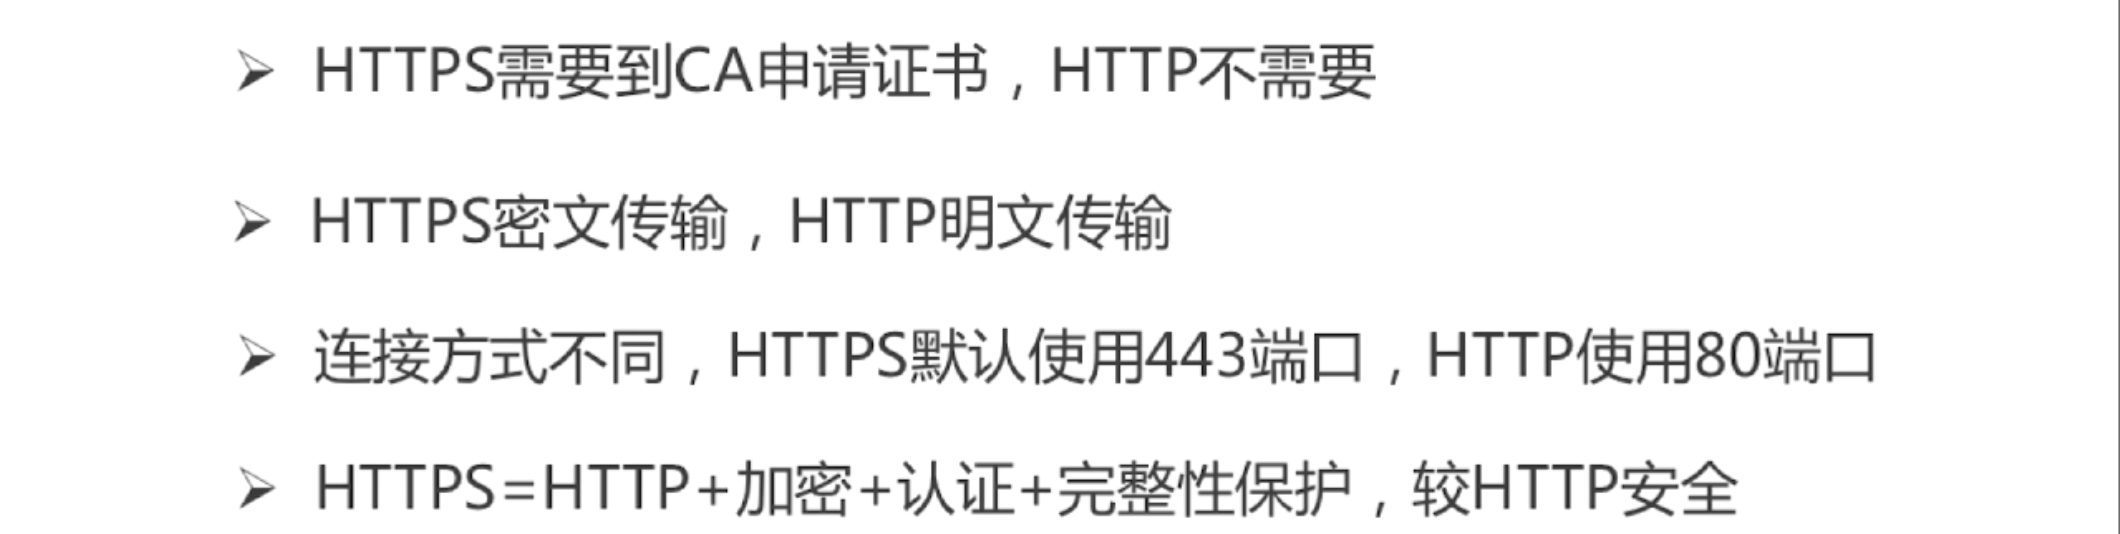 ➢ HTTPS需要到CA申请证书，HTTP不需要
➢ HTTPS密文传输，HTTP明文传输
➢ 连接方式不同，HTTPS默认使用443端口，HTTP使用80端口
➢ HTTPS=HTTP+加密+认证+完整性保护，较HTTP安全